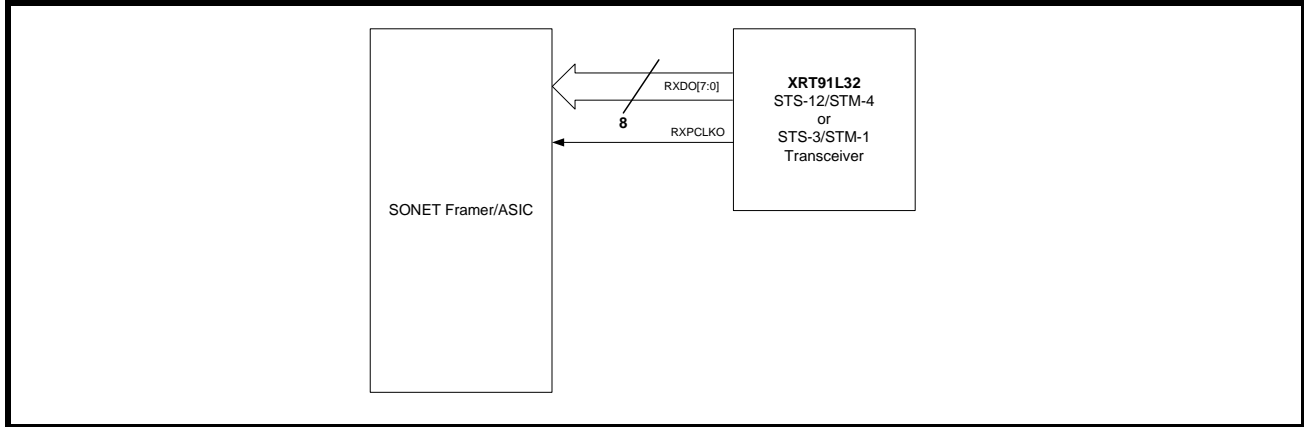 SONET Framer/ASIC
RXDO[7:0]
8
RXPCLKO
XRT91L32
STS-12/STM-4
or
STS-3/STM-1
Transceiver